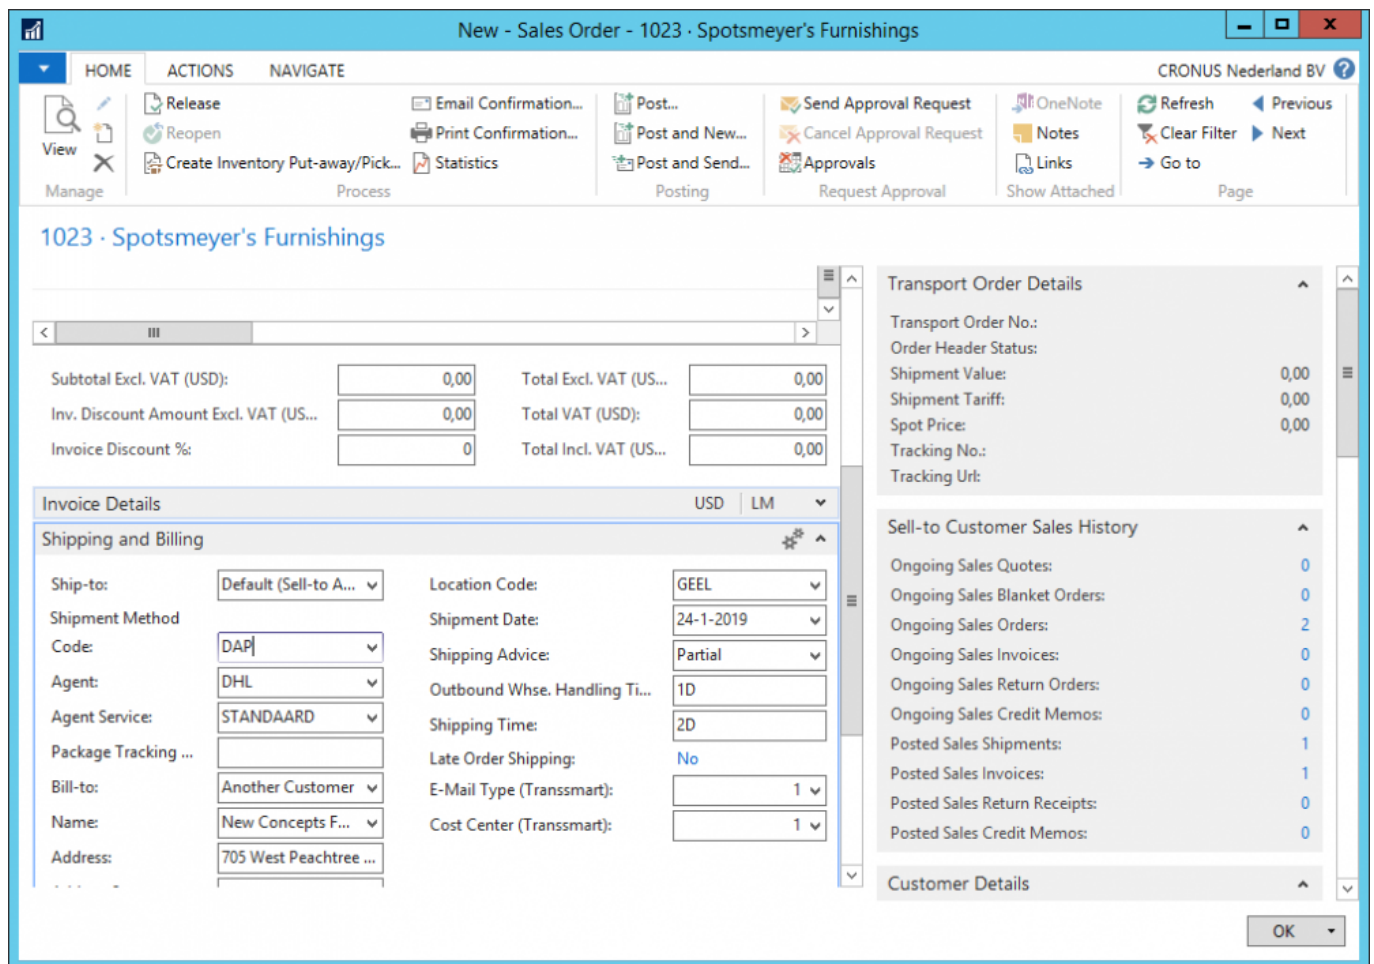 New - Sales Order - 1023 · Spotsmeyer's Furnishings
HOME ACTIONS NAVIGATE CRONUS Nederland BV ?
View
Release
Reopen
Create Inventory Put-away/Pick...
Email Confirmation...
Print Confirmation...
Statistics
Post...
Post and New...
Post and Send...
Send Approval Request
Cancel Approval Request
Approvals
OneNote
Notes
Links
Refresh
Clear Filter
Go to
Previous
Next
Manage Process Posting Request Approval Show Attached Page
1023 · Spotsmeyer's Furnishings
Subtotal Excl. VAT (USD): 0,00 Total Excl. VAT (US... 0,00
Inv. Discount Amount Excl. VAT (US... 0,00 Total VAT (USD): 0,00
Invoice Discount %: 0 Total Incl. VAT (US... 0,00
Invoice Details USD LM
Shipping and Billing
Ship-to: Default (Sell-to A...
Shipment Method
Code: DAP
Agent: DHL
Agent Service: STANDAARD
Package Tracking ...
Bill-to: Another Customer
Name: New Concepts F...
Address: 705 West Peachtree ...
Location Code: GEEL
Shipment Date: 24-1-2019
Shipping Advice: Partial
Outbound Whse. Handling Ti... 1D
Shipping Time: 2D
Late Order Shipping: No
E-Mail Type (Transsmart): 1
Cost Center (Transsmart): 1
Transport Order Details
Transport Order No.:
Order Header Status:
Shipment Value: 0,00
Shipment Tariff: 0,00
Spot Price: 0,00
Tracking No.:
Tracking Url:
Sell-to Customer Sales History
Ongoing Sales Quotes: 0
Ongoing Sales Blanket Orders: 0
Ongoing Sales Orders: 2
Ongoing Sales Invoices: 0
Ongoing Sales Return Orders: 0
Ongoing Sales Credit Memos: 0
Posted Sales Shipments: 1
Posted Sales Invoices: 1
Posted Sales Return Receipts: 0
Posted Sales Credit Memos: 0
Customer Details
OK